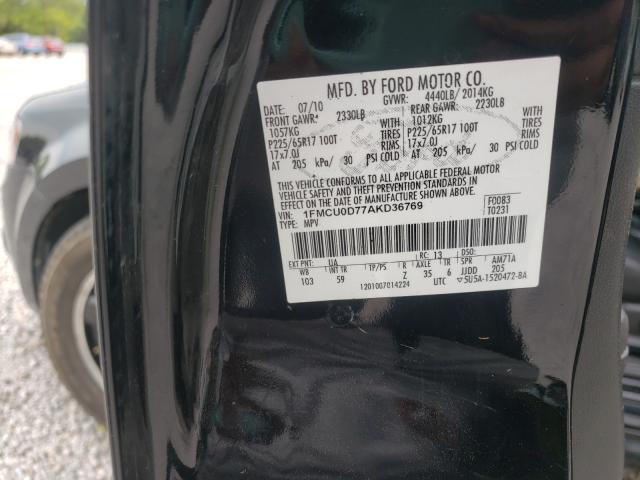 MFD. BY FORD MOTOR CO.
DATE: 07/10 GVWR: 4440LB/ 2014KG
FRONT GAWR: 2330LB REAR GAWR: 2230LB
1057KG 1012KG
P225/65R17 100T TIRES P225/65R17 100T TIRES
17x7.0J RIMS 17x7.0J RIMS
AT 205 kPa/ 30 PSI COLD AT 205 kPa/ 30 PSI COLD
THIS VEHICLE CONFORMS TO ALL APPLICABLE FEDERAL MOTOR
VEHICLE SAFETY AND THEFT PREVENTION STANDARDS IN
EFFECT ON THE DATE OF MANUFACTURE SHOWN ABOVE.
VIN: 1FMCU0D77AKD36769 F0083
TYPE: MPV T0231
EXT PNT: UA RC: 13 DSO:
WB INT TR TP/PS R AXLE TR SPR AM71A
103 59 Z 35 6 JJDD 205
1201007014224 UTC ▽5U5A-1520472-BA